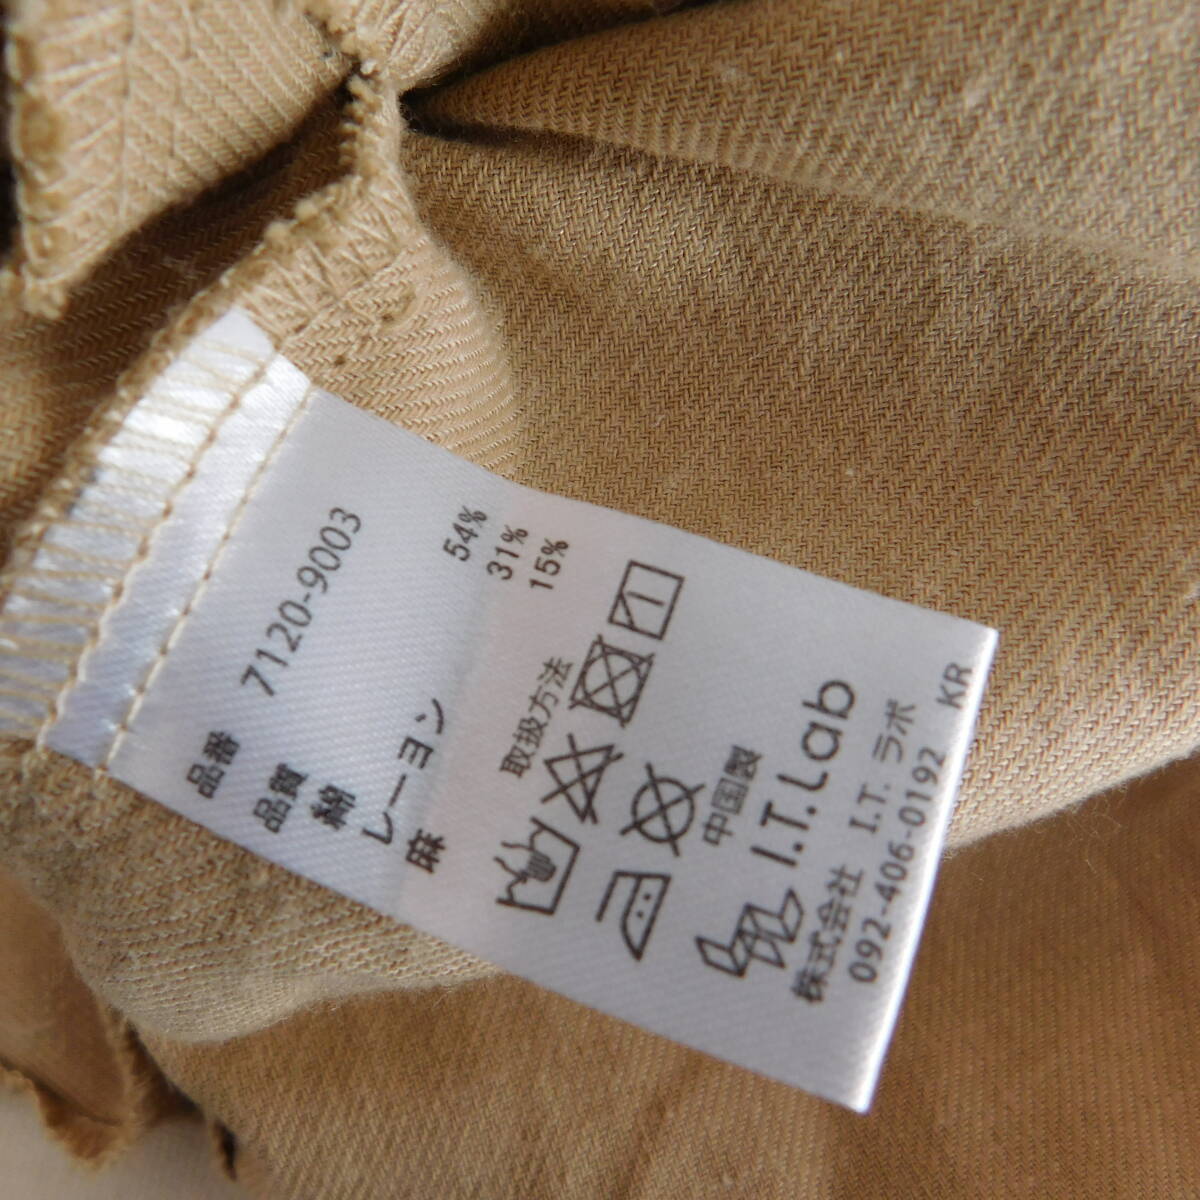 品番 7120-9003
品質
綿 54%
レーヨン 31%
麻 15%
取扱方法
中国製
I.T.Lab
株式会社 I.T. ラボ
092-406-0192 KR